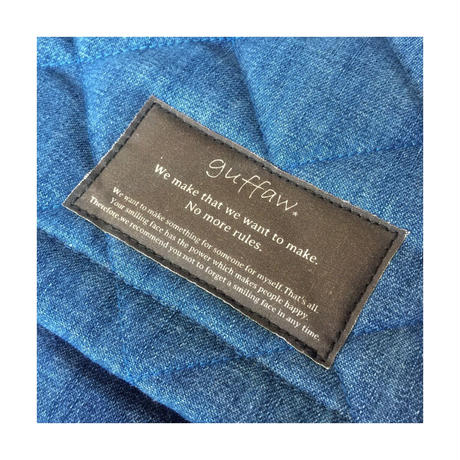 guffaw.*
We make that we want to make.
No more rules.
We want to make something for someone for myself. That's all.
Your smiling face has the power which makes people happy.
Therefore, we recommend you not to forget a smiling face in any time.